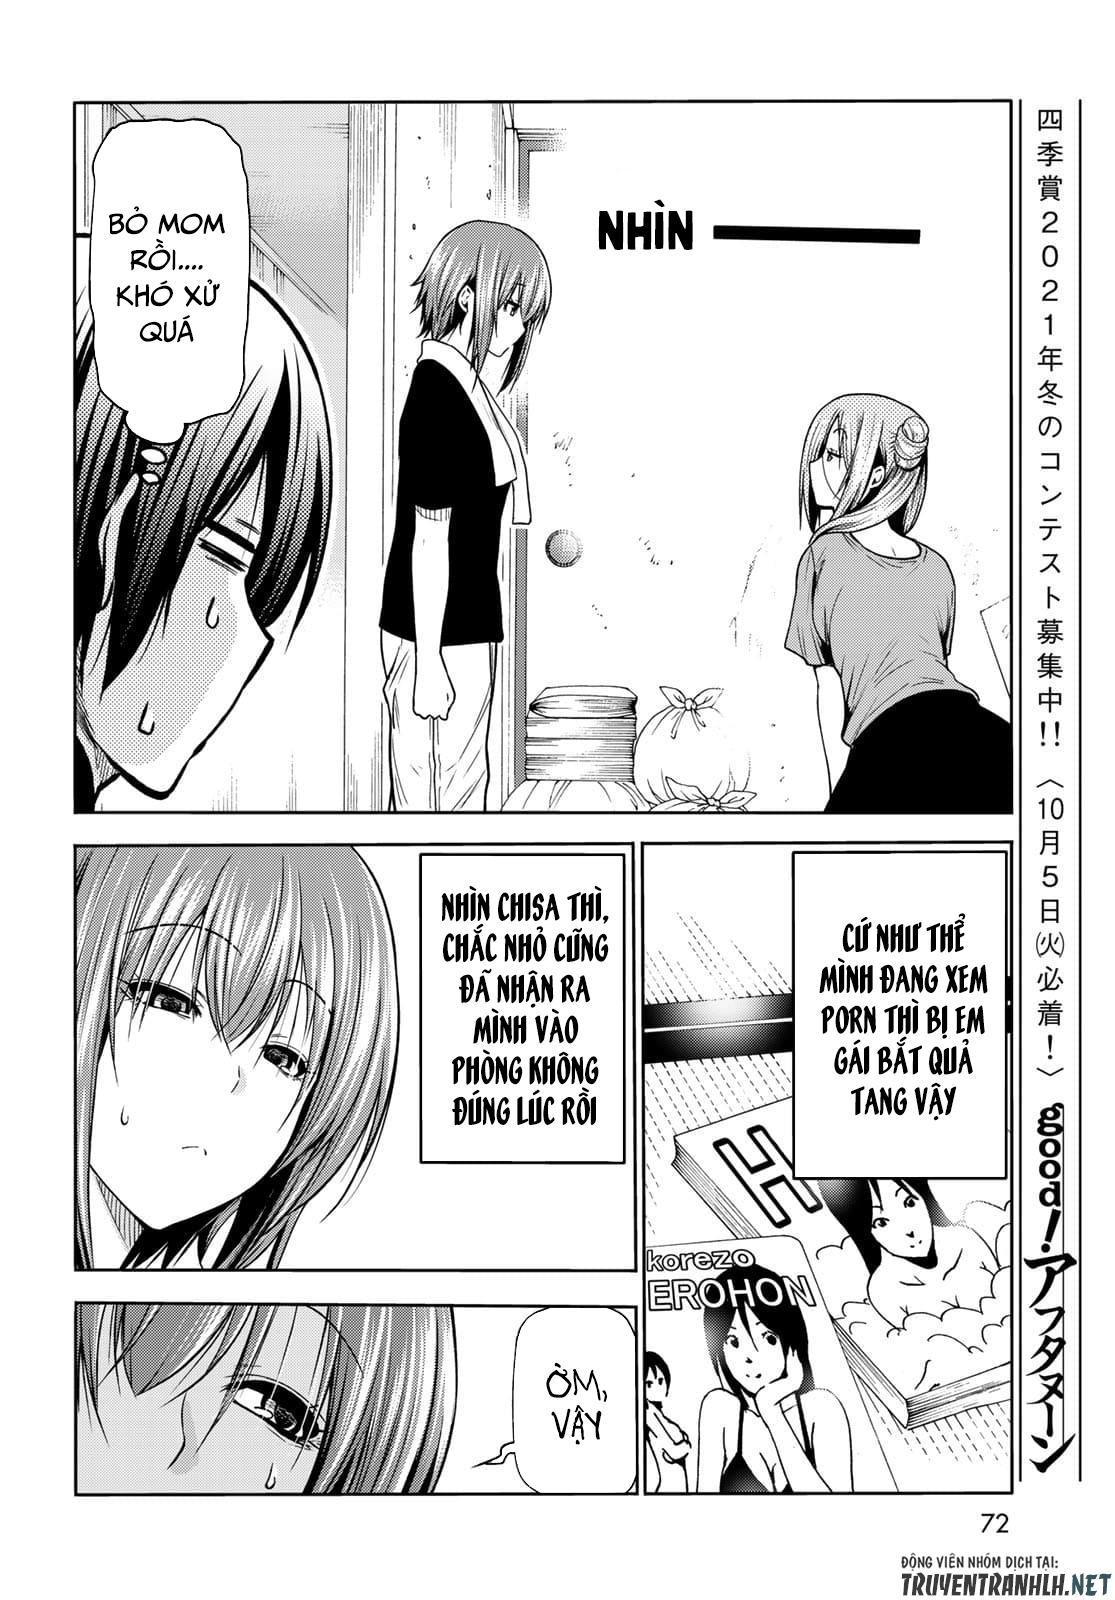 NHÌN
BỎ MOM
RỒI....
KHÓ XỬ
QUÁ
CỨ NHƯ THỂ
MÌNH ĐANG XEM
PORN THÌ BỊ EM
GÁI BẮT QUẢ
TANG VẬY
H
korezo
EROHON
NHÌN CHISA THÌ,
CHẮC NHỎ CŨNG
ĐÃ NHẬN RA
MÌNH VÀO
PHÒNG KHÔNG
ĐÚNG LÚC RỒI
ỜM,
VẬY
四季賞2021年冬のコンテスト募集中!!〈10月5日㈫必着!〉good!アフタヌーン
72
ĐỘNG VIÊN NHÓM DỊCH TẠI:
TRUYENTRANHLH.NET